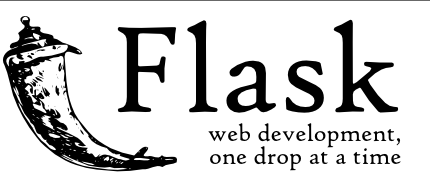 Flask
web development,
one drop at a time